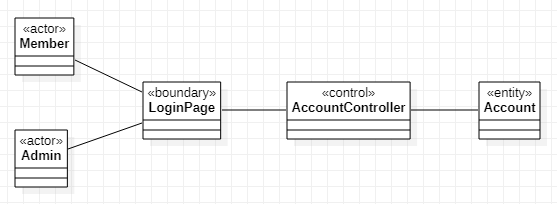 «actor»
Member
«actor»
Admin
«boundary»
LoginPage
«control»
AccountController
«entity»
Account